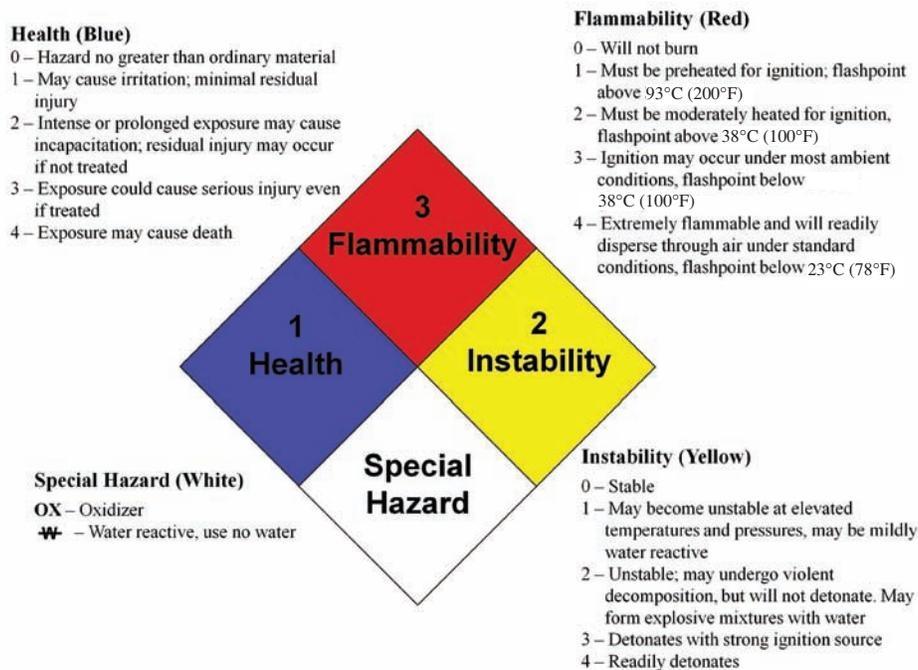 Health (Blue)
0 – Hazard no greater than ordinary material
1 – May cause irritation; minimal residual
injury
2 – Intense or prolonged exposure may cause
incapacitation; residual injury may occur
if not treated
3 – Exposure could cause serious injury even
if treated
4 – Exposure may cause death
Flammability (Red)
0 – Will not burn
1 – Must be preheated for ignition; flashpoint
above 93°C (200°F)
2 – Must be moderately heated for ignition,
flashpoint above 38°C (100°F)
3 – Ignition may occur under most ambient
conditions, flashpoint below
38°C (100°F)
4 – Extremely flammable and will readily
disperse through air under standard
conditions, flashpoint below 23°C (78°F)
3
Flammability
1
Health
2
Instability
Special
Hazard
Special Hazard (White)
OX – Oxidizer
W – Water reactive, use no water
Instability (Yellow)
0 – Stable
1 – May become unstable at elevated
temperatures and pressures, may be mildly
water reactive
2 – Unstable; may undergo violent
decomposition, but will not detonate. May
form explosive mixtures with water
3 – Detonates with strong ignition source
4 – Readily detonates